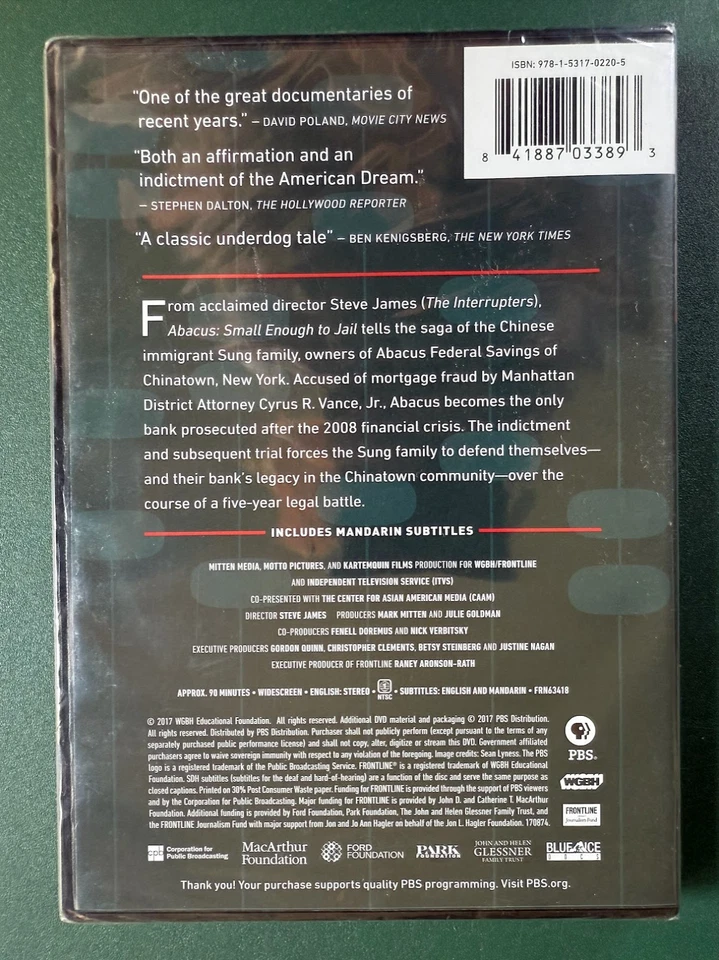 ISBN: 978-1-5317-0220-5
8 41887 03389 3
“One of the great documentaries of
recent years.” – DAVID POLAND, MOVIE CITY NEWS
“Both an affirmation and an
indictment of the American Dream.”
– STEPHEN DALTON, THE HOLLYWOOD REPORTER
“A classic underdog tale” – BEN KENIGSBERG, THE NEW YORK TIMES
From acclaimed director Steve James (The Interrupters),
Abacus: Small Enough to Jail tells the saga of the Chinese
immigrant Sung family, owners of Abacus Federal Savings of
Chinatown, New York. Accused of mortgage fraud by Manhattan
District Attorney Cyrus R. Vance, Jr., Abacus becomes the only
bank prosecuted after the 2008 financial crisis. The indictment
and subsequent trial forces the Sung family to defend themselves—
and their bank’s legacy in the Chinatown community—over the
course of a five-year legal battle.
INCLUDES MANDARIN SUBTITLES
MITTEN MEDIA, MOTTO PICTURES, AND KARTEMQUIN FILMS PRODUCTION FOR WGBH/FRONTLINE
AND INDEPENDENT TELEVISION SERVICE (ITVS)
CO-PRESENTED WITH THE CENTER FOR ASIAN AMERICAN MEDIA (CAAM)
DIRECTOR STEVE JAMES PRODUCERS MARK MITTEN AND JULIE GOLDMAN
CO-PRODUCERS FENELL DOREMUS AND NICK VERBITSKY
EXECUTIVE PRODUCERS GORDON QUINN, CHRISTOPHER CLEMENTS, BETSY STEINBERG AND JUSTINE NAGAN
EXECUTIVE PRODUCER OF FRONTLINE RANEY ARONSON-RATH
APPROX. 90 MINUTES • WIDESCREEN • ENGLISH: STEREO • NTSC • SUBTITLES: ENGLISH AND MANDARIN • FRN63418
© 2017 WGBH Educational Foundation. All rights reserved. Additional DVD material and packaging © 2017 PBS Distribution.
All rights reserved. Distributed by PBS Distribution. Purchaser shall not publicly perform (except pursuant to the terms of any
separately purchased public performance license) and shall not copy, alter, digitize or stream this DVD. Government affiliated
purchasers agree to waive sovereign immunity with respect to any violation of the foregoing. Image credits: Sean Lyness. The PBS
logo is a registered trademark of the Public Broadcasting Service. FRONTLINE® is a registered trademark of WGBH Educational
Foundation. SDH subtitles (subtitles for the deaf and hard-of-hearing) are a function of the disc and serve the same purpose as
closed captions. Printed on 30% Post Consumer Waste paper. Funding for FRONTLINE is provided through the support of PBS viewers
and by the Corporation for Public Broadcasting. Major funding for FRONTLINE is provided by John D. and Catherine T. MacArthur
Foundation. Additional funding is provided by Ford Foundation, Park Foundation, The John and Helen Glessner Family Trust, and
the FRONTLINE Journalism Fund with major support from Jon and Jo Ann Hagler on behalf of the Jon L. Hagler Foundation. 170874.
PBS®
WGBH
FRONTLINE
Journalism Fund
cpb Corporation for
Public Broadcasting
MacArthur
Foundation
FORD
FOUNDATION
PARK
FOUNDATION
JOHN AND HELEN
GLESSNER
FAMILY TRUST
BLUE ICE
DOCS
Thank you! Your purchase supports quality PBS programming. Visit PBS.org.